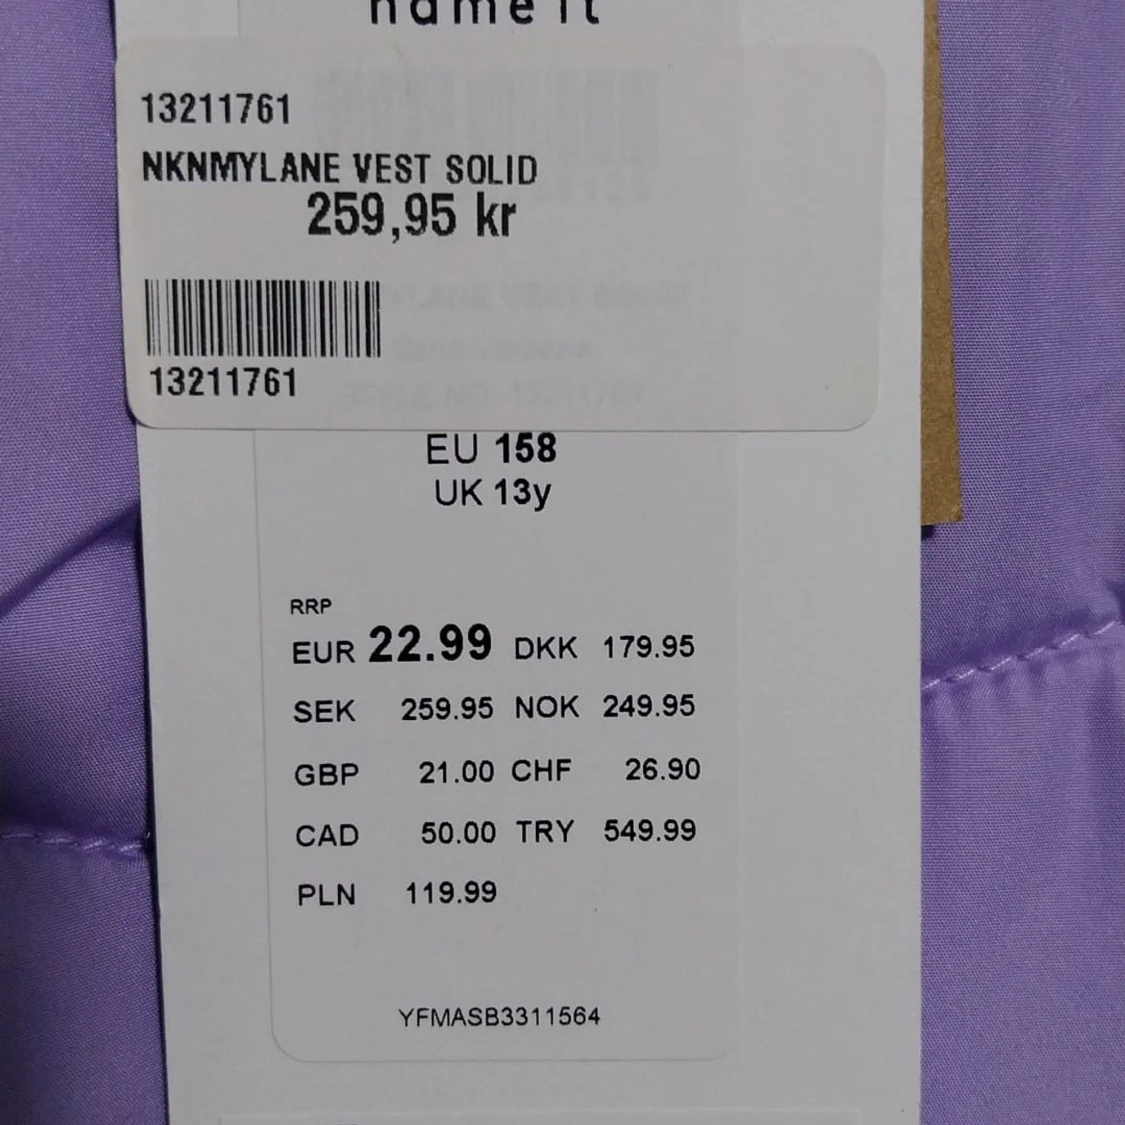 name it
13211761
NKNMYLANE VEST SOLID
259,95 kr
13211761
EU 158
UK 13y
RRP
EUR 22.99 DKK 179.95
SEK 259.95 NOK 249.95
GBP 21.00 CHF 26.90
CAD 50.00 TRY 549.99
PLN 119.99
YFMASB3311564